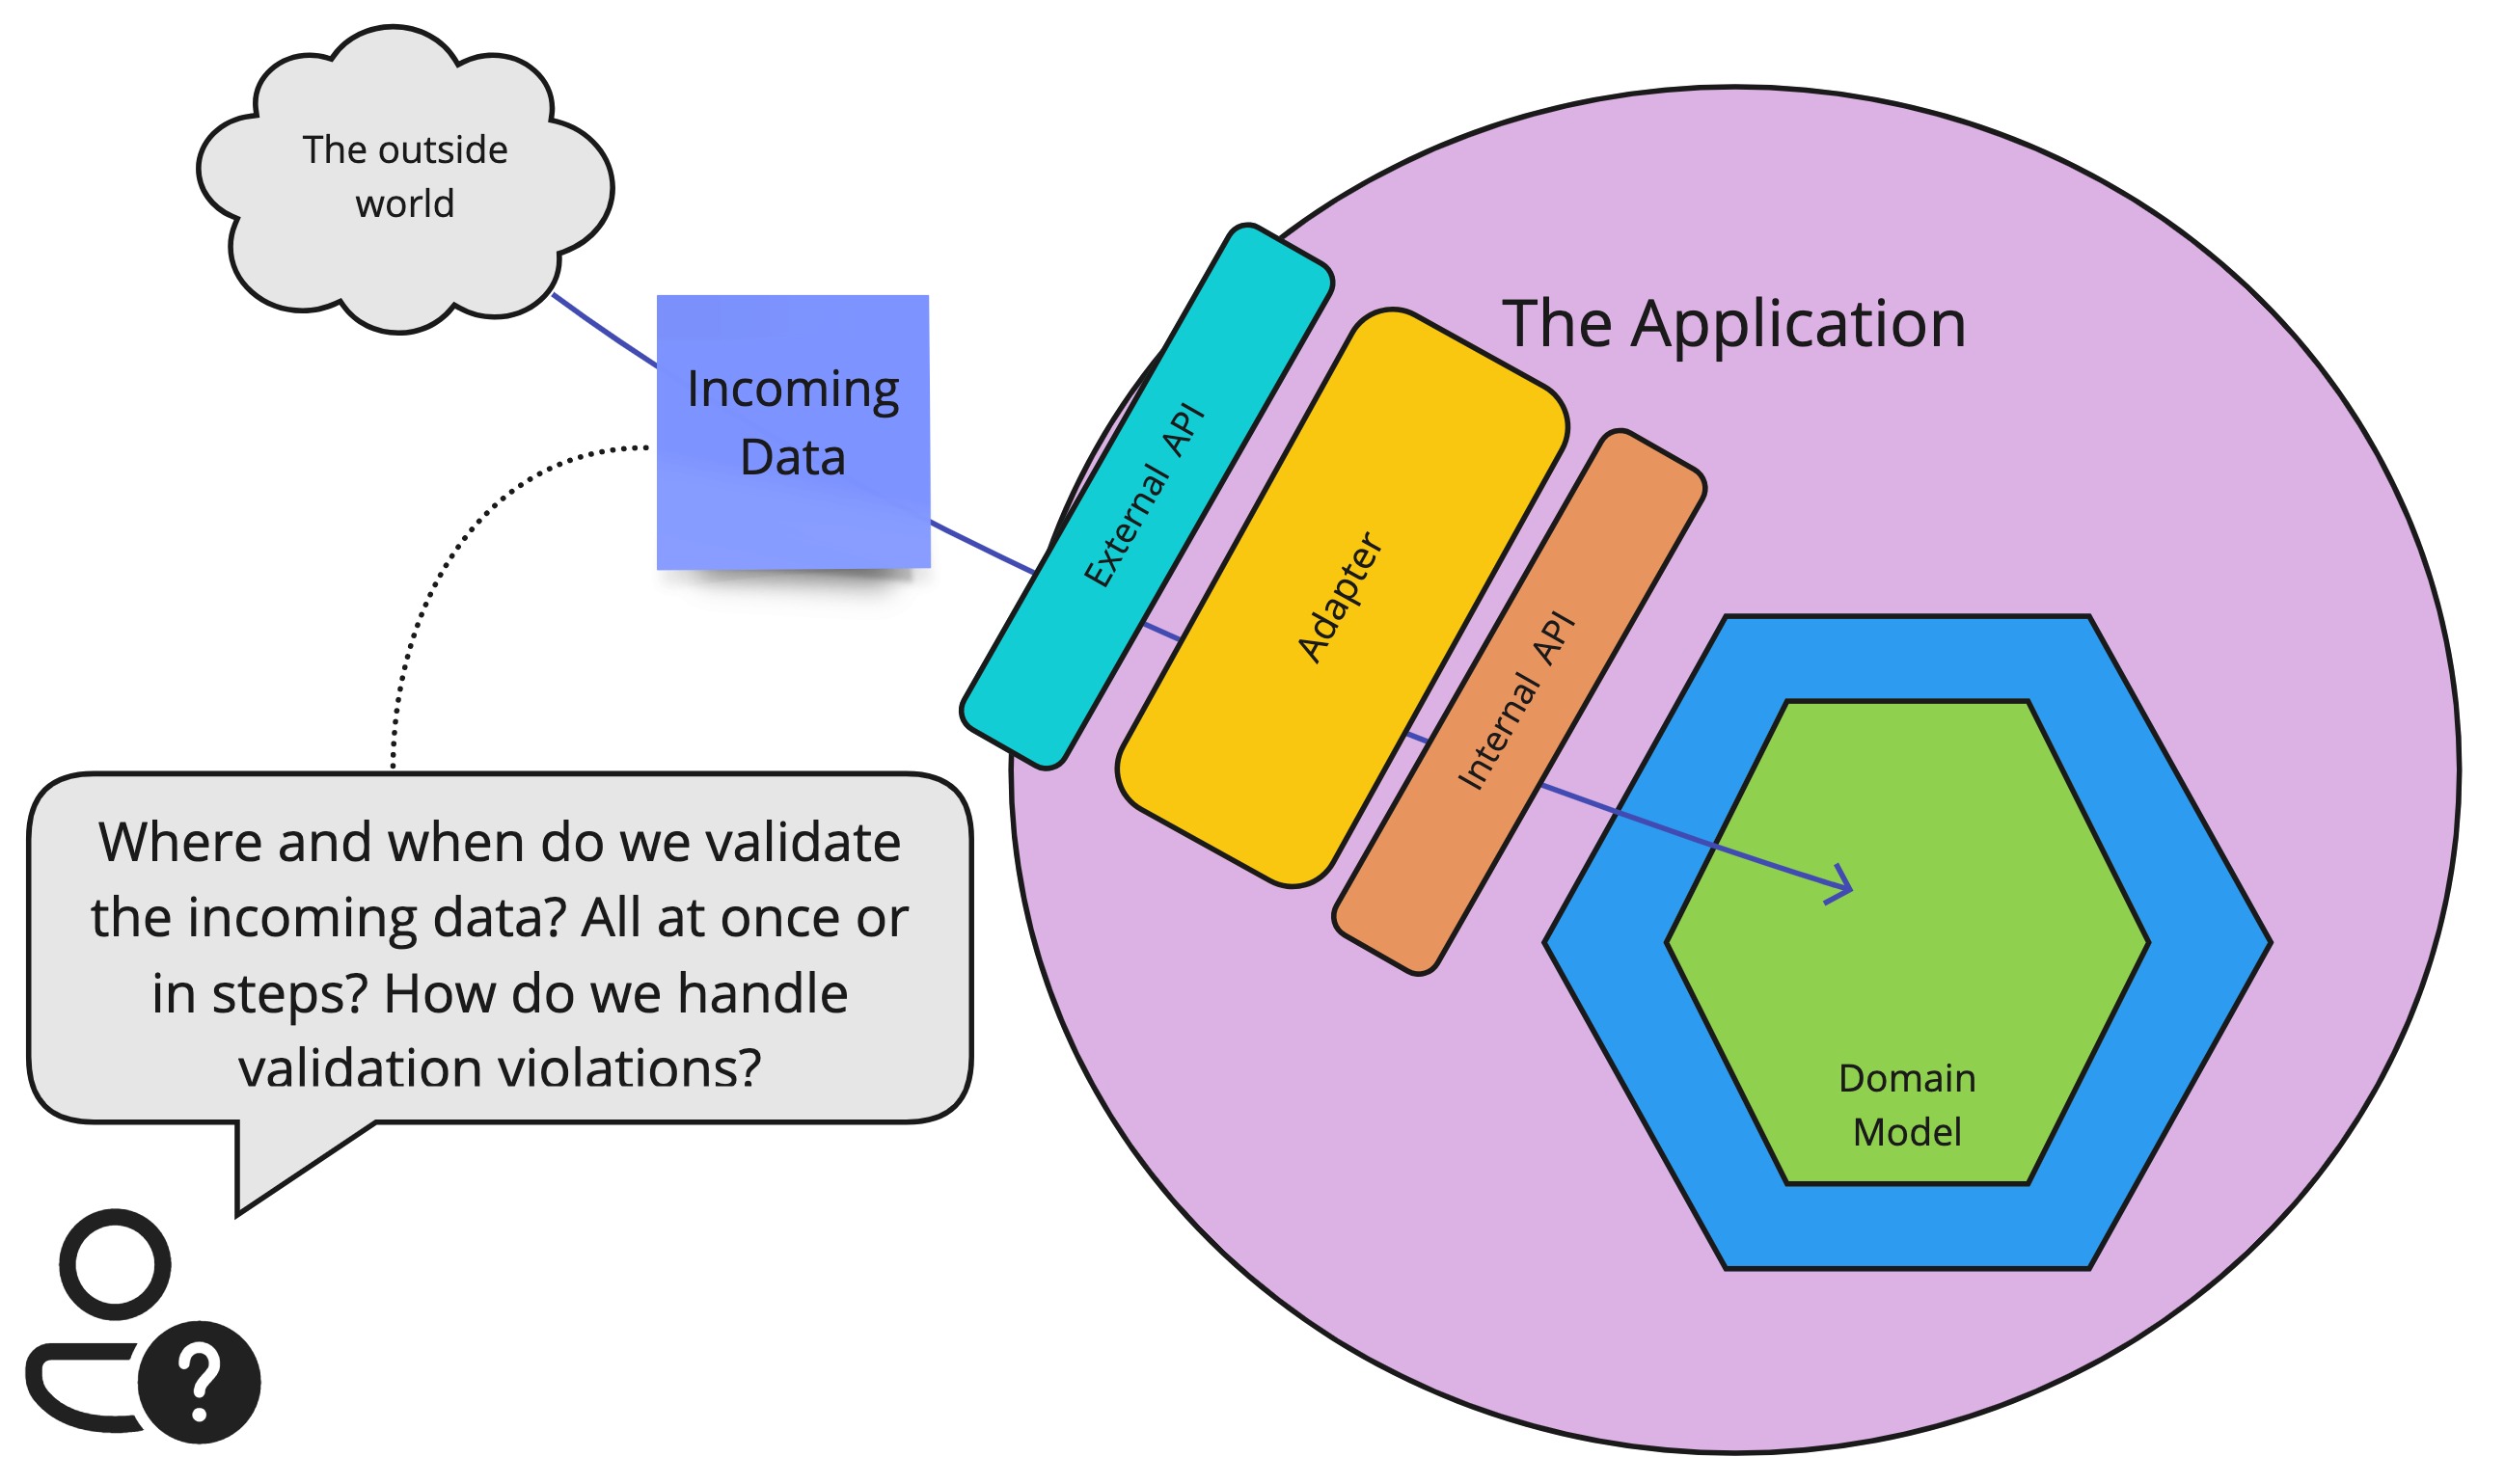 The outside
world
Incoming
Data
External API
Adapter
Internal API
The Application
Domain
Model
Where and when do we validate
the incoming data? All at once or
in steps? How do we handle
validation violations?
?